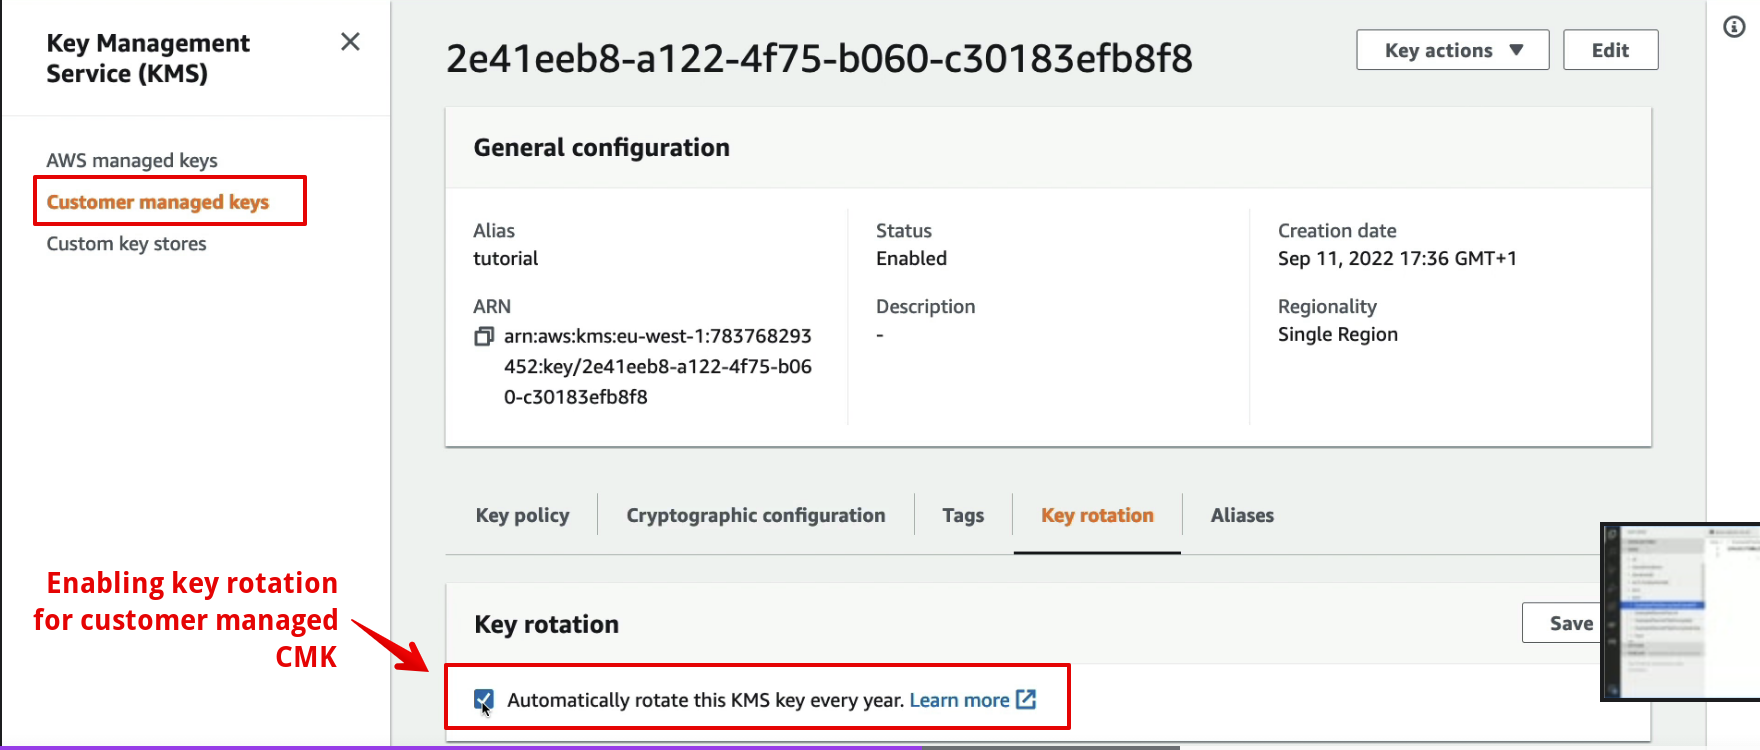 Key Management
Service (KMS)
AWS managed keys
Customer managed keys
Custom key stores
2e41eeb8-a122-4f75-b060-c30183efb8f8
Key actions
Edit
General configuration
Alias
tutorial
ARN
arn:aws:kms:eu-west-1:783768293
452:key/2e41eeb8-a122-4f75-b06
0-c30183efb8f8
Status
Enabled
Description
-
Creation date
Sep 11, 2022 17:36 GMT+1
Regionality
Single Region
Key policy
Cryptographic configuration
Tags
Key rotation
Aliases
Enabling key rotation
for customer managed
CMK
Key rotation
Save
Automatically rotate this KMS key every year. Learn more